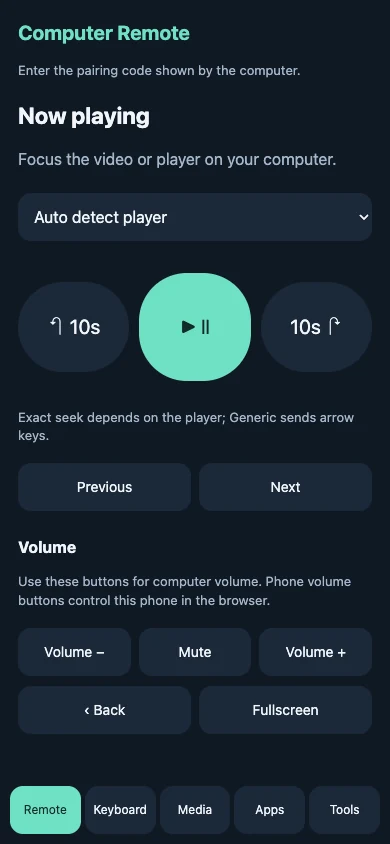 Computer Remote
Enter the pairing code shown by the computer.
Now playing
Focus the video or player on your computer.
Auto detect player
10s
10s
Exact seek depends on the player; Generic sends arrow
keys.
Previous
Next
Volume
Use these buttons for computer volume. Phone volume
buttons control this phone in the browser.
Volume −
Mute
Volume +
‹ Back
Fullscreen
Remote
Keyboard
Media
Apps
Tools